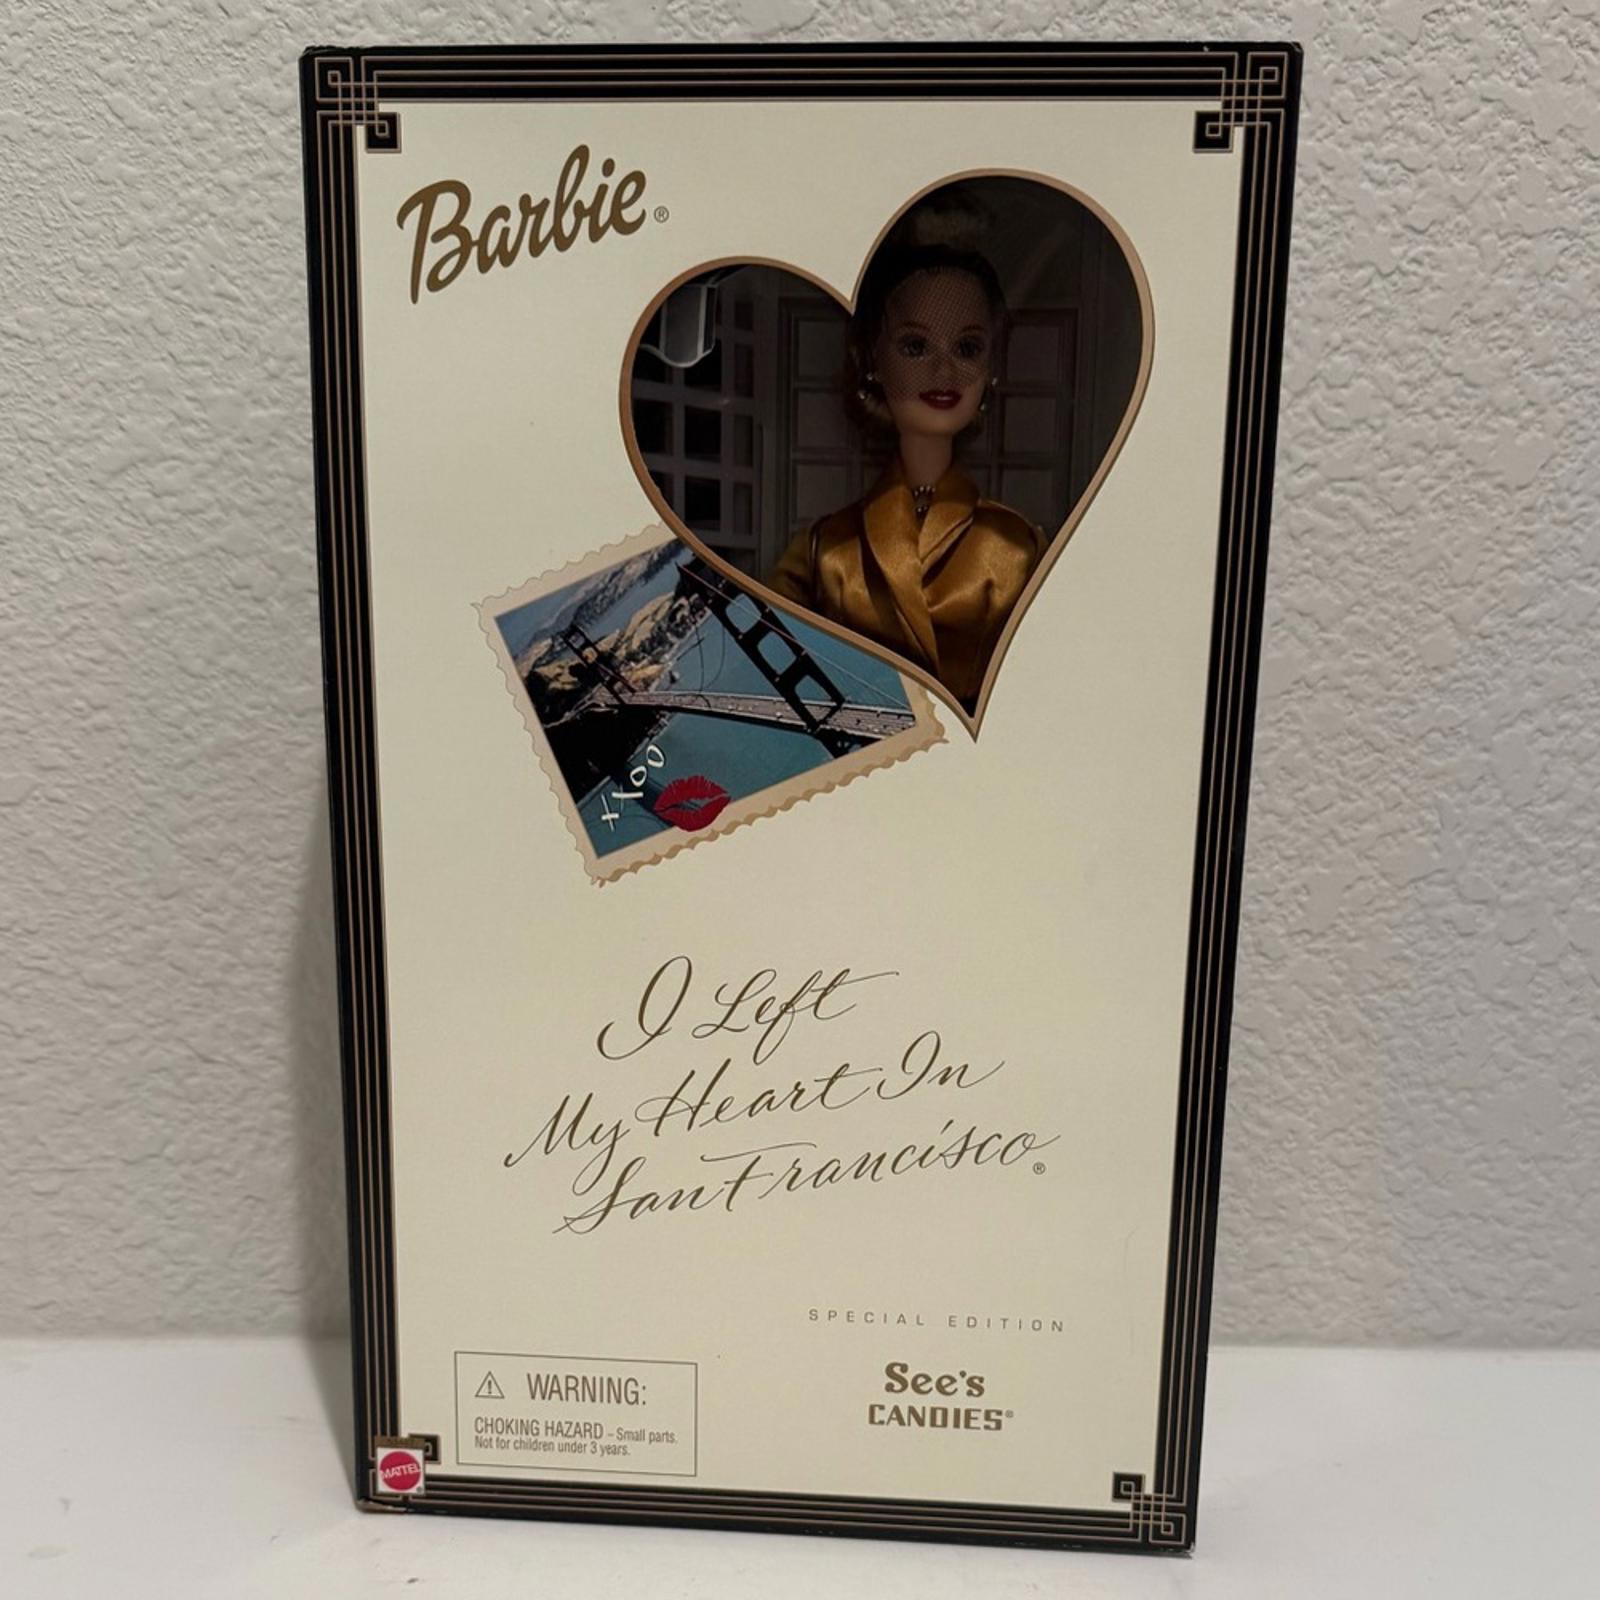 Barbie®
xxoo
I Left
My Heart In
San Francisco®
SPECIAL EDITION
See's
CANDIES®
WARNING:
CHOKING HAZARD – Small parts.
Not for children under 3 years.
MATTEL